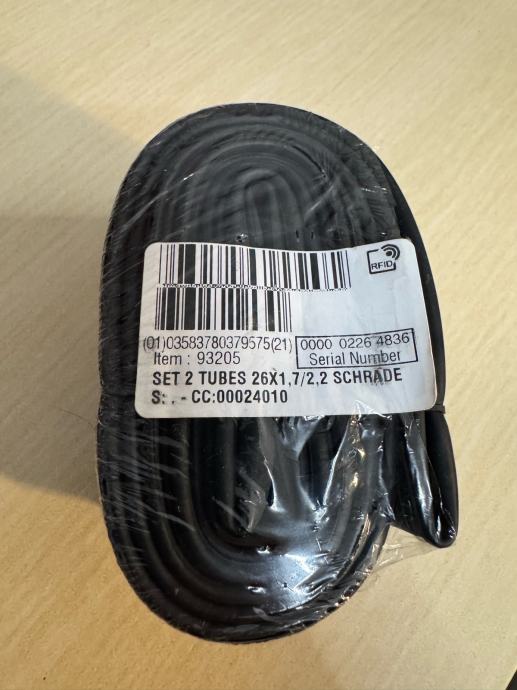 RFID
(01)03583780379575(21)
0000 0226 4836
Serial Number
Item : 93205
SET 2 TUBES 26X1,7/2,2 SCHRADE
S: . - CC:00024010